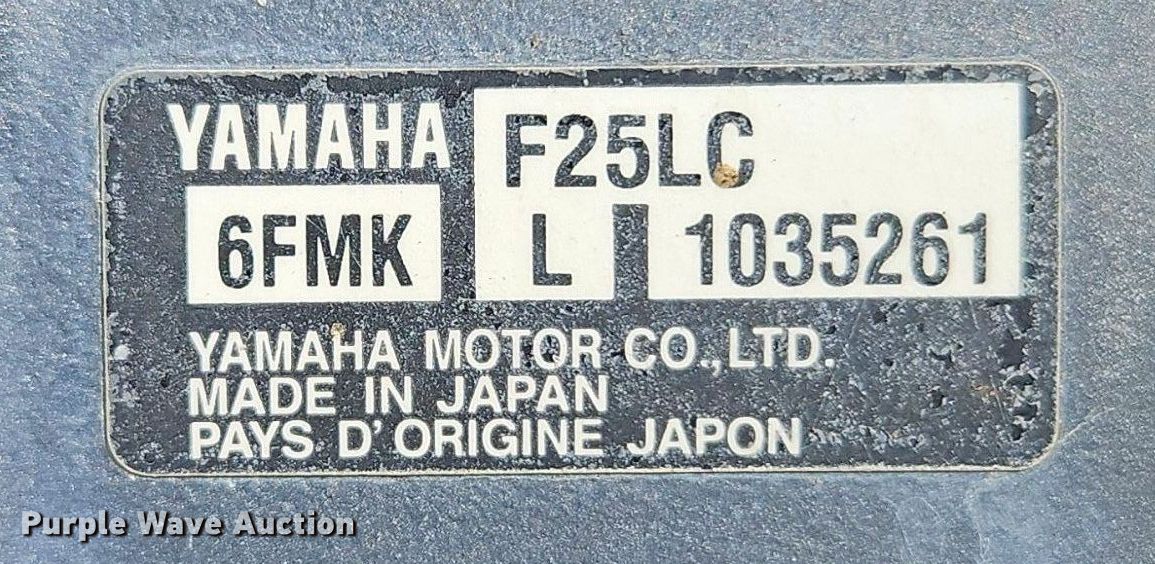 YAMAHA F25LC
6FMK L 1035261
YAMAHA MOTOR CO.,LTD.
MADE IN JAPAN
PAYS D'ORIGINE JAPON
Purple Wave Auction